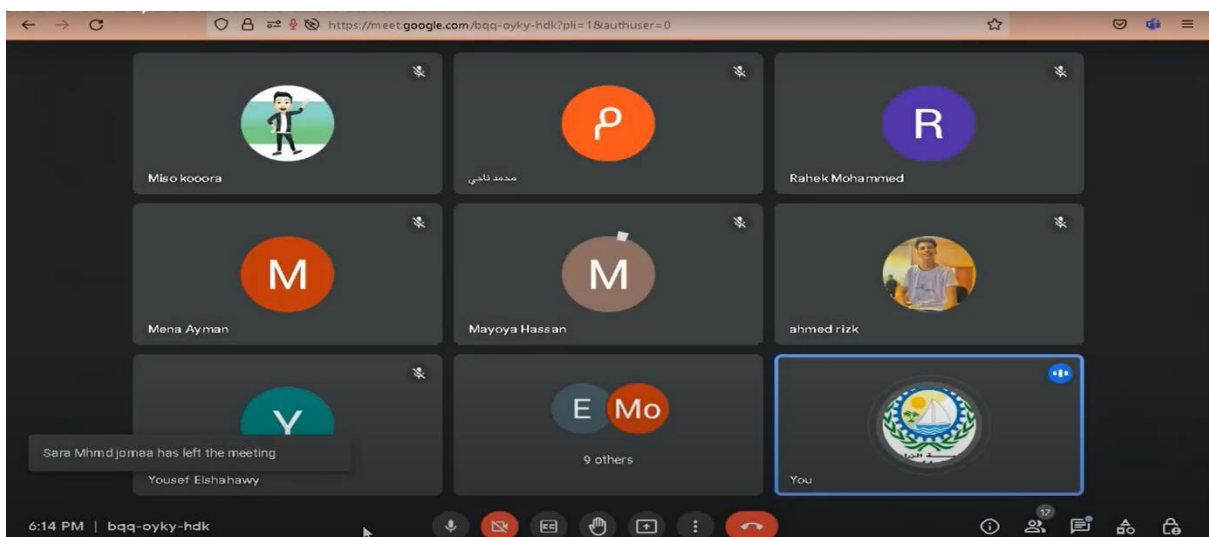 https://meet.google.com/bqq-oyky-hdk?pli=1&authuser=0
Miso kooora
م
محمد ناجي
R
Rahek Mohammed
M
Mena Ayman
M
Mayoya Hassan
ahmed rizk
Y
Yousef Elshahawy
E Mo
9 others
You
Sara Mhmd jomaa has left the meeting
6:14 PM | bqq-oyky-hdk
CC
17